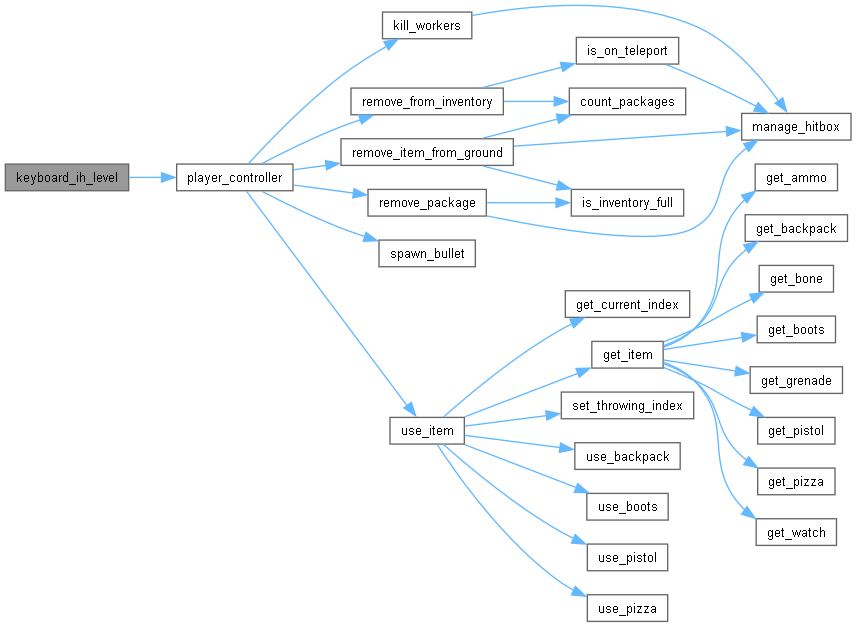 keyboard_ih_level
player_controller
kill_workers
remove_from_inventory
remove_item_from_ground
remove_package
spawn_bullet
use_item
is_on_teleport
count_packages
is_inventory_full
get_current_index
get_item
set_throwing_index
use_backpack
use_boots
use_pistol
use_pizza
manage_hitbox
get_ammo
get_backpack
get_bone
get_boots
get_grenade
get_pistol
get_pizza
get_watch